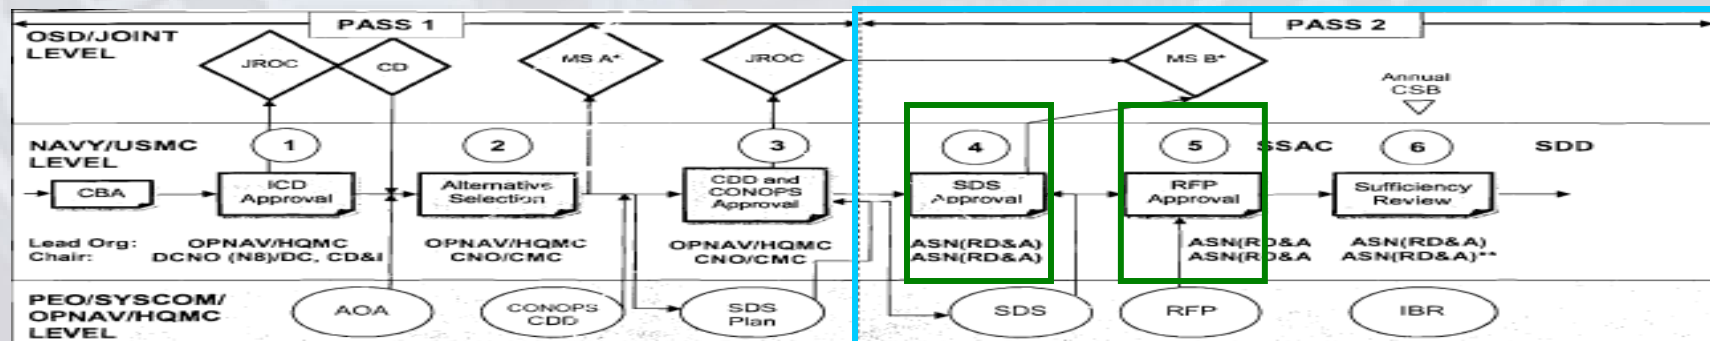 PASS 1
PASS 2
OSD/JOINT
LEVEL
JROC
CD
MS A*
JROC
MS B*
Annual
CSB
NAVY/USMC
LEVEL
1
2
3
4
5
SSAC
6
SDD
CBA
ICD
Approval
Alternative
Selection
CDD and
CONOPS
Approval
SDS
Approval
RFP
Approval
Sufficiency
Review
Lead Org:
Chair:
OPNAV/HQMC
DCNO (N8)/DC, CD&I
OPNAV/HQMC
CNO/CMC
OPNAV/HQMC
CNO/CMC
ASN(RD&A)
ASN(RD&A)
ASN(RD&A
ASN(RD&A
ASN(RD&A)
ASN(RD&A)**
PEO/SYSCOM/
OPNAV/HQMC
LEVEL
AOA
CONOPS
CDD
SDS
Plan
SDS
RFP
IBR